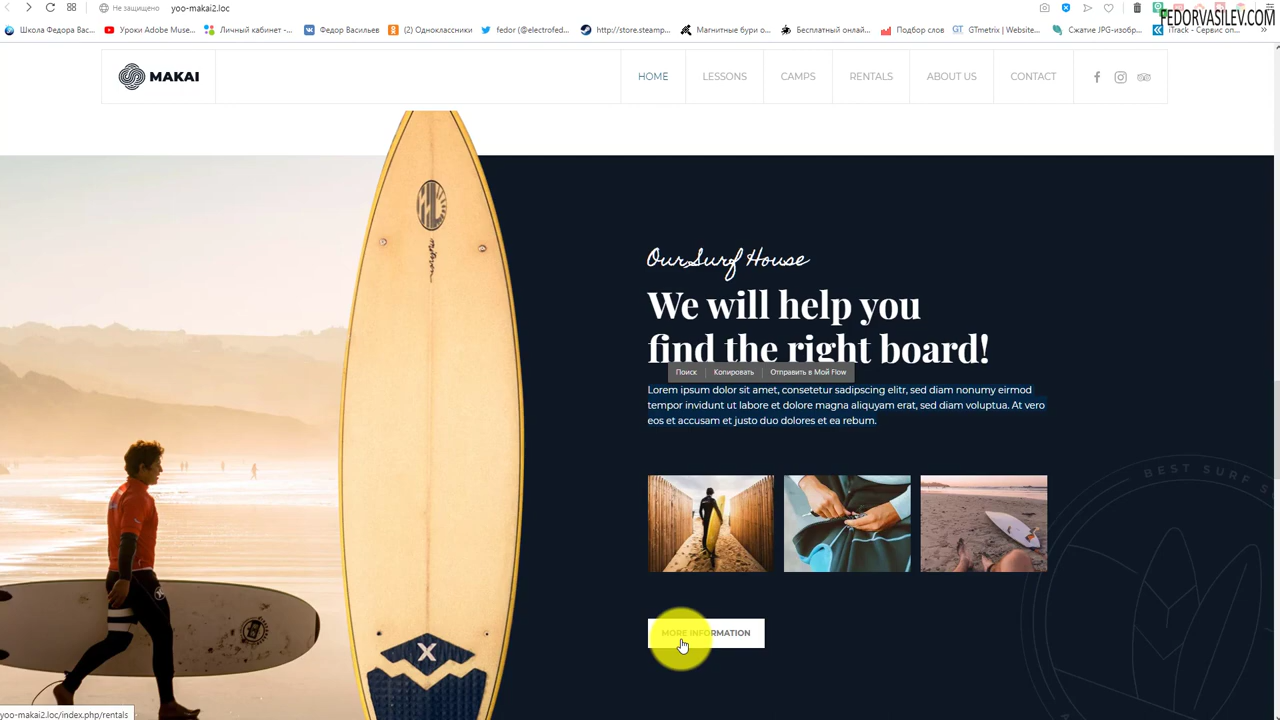 Не защищено yoo-makai2.loc
FEDORVASILEV.COM
Школа Федора Вас... Уроки Adobe Muse... Личный кабинет -... Федор Васильев (2) Одноклассники fedor (@electrofed... http://store.steamp... Магнитные бури о... Бесплатный онлай... Подбор слов GTmetrix | Website... Сжатие JPG-изобр... iTrack - Сервис оп...
MAKAI HOME LESSONS CAMPS RENTALS ABOUT US CONTACT
Our Surf House
We will help you
find the right board!
Поиск Копировать Отправить в Мой Flow
Lorem ipsum dolor sit amet, consetetur sadipscing elitr, sed diam nonumy eirmod
tempor invidunt ut labore et dolore magna aliquyam erat, sed diam voluptua. At vero
eos et accusam et justo duo dolores et ea rebum.
BEST SURF S
MORE INFORMATION
X
yoo-makai2.loc/index.php/rentals